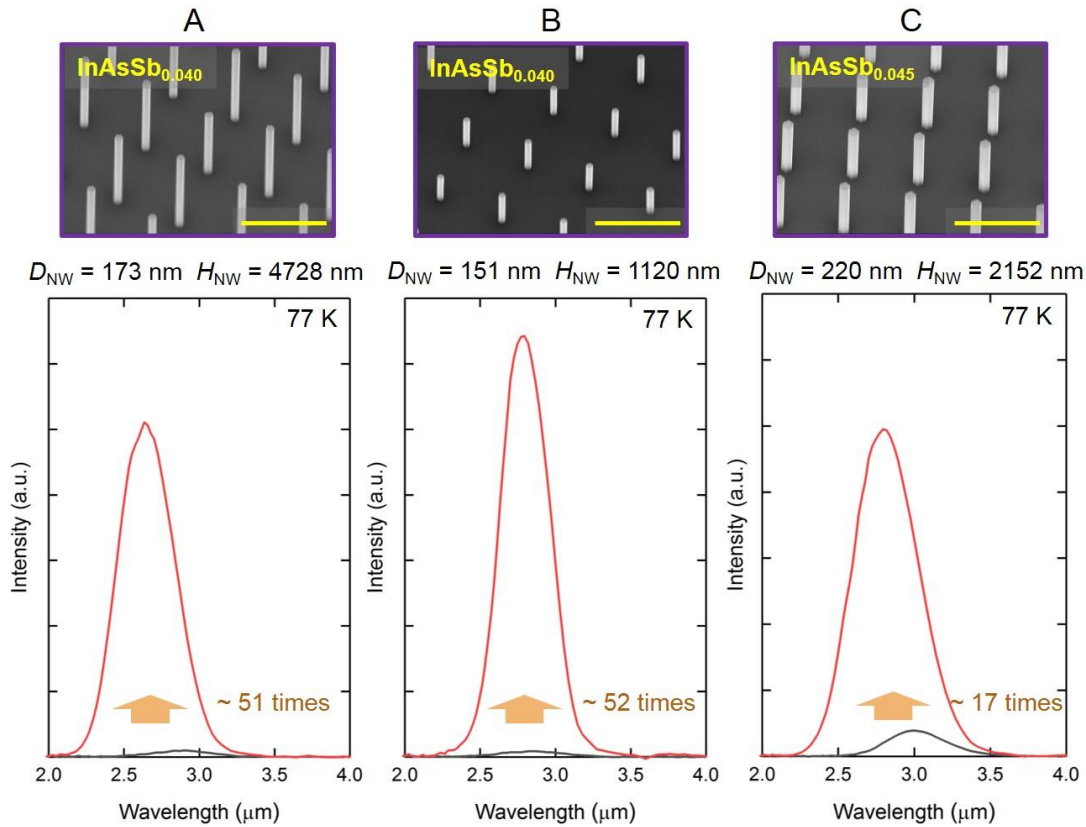 A B C
InAsSb0.040 InAsSb0.040 InAsSb0.045
DNW = 173 nm HNW = 4728 nm DNW = 151 nm HNW = 1120 nm DNW = 220 nm HNW = 2152 nm
77 K 77 K 77 K
Intensity (a.u.) Intensity (a.u.) Intensity (a.u.)
~ 51 times ~ 52 times ~ 17 times
2.0 2.5 3.0 3.5 4.0 2.0 2.5 3.0 3.5 4.0 2.0 2.5 3.0 3.5 4.0
Wavelength (μm) Wavelength (μm) Wavelength (μm)